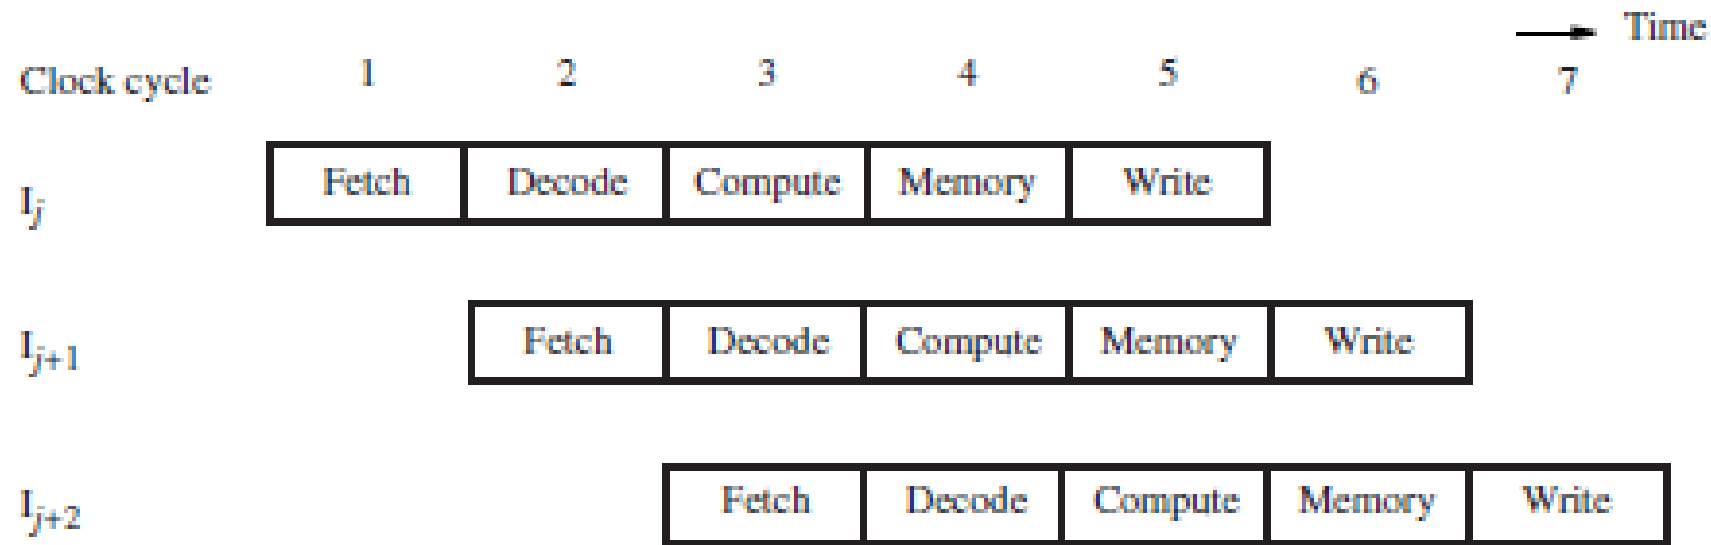 Time
Clock cycle 1 2 3 4 5 6 7
Ij Fetch Decode Compute Memory Write
Ij+1 Fetch Decode Compute Memory Write
Ij+2 Fetch Decode Compute Memory Write